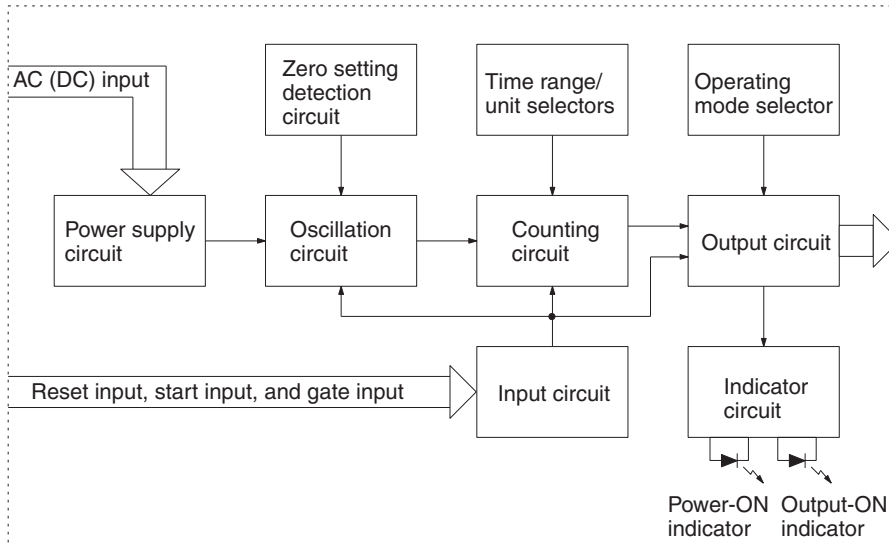 AC (DC) input
Zero setting
detection
circuit
Time range/
unit selectors
Operating
mode selector
Power supply
circuit
Oscillation
circuit
Counting
circuit
Output circuit
Reset input, start input, and gate input
Input circuit
Indicator
circuit
Power-ON
indicator
Output-ON
indicator